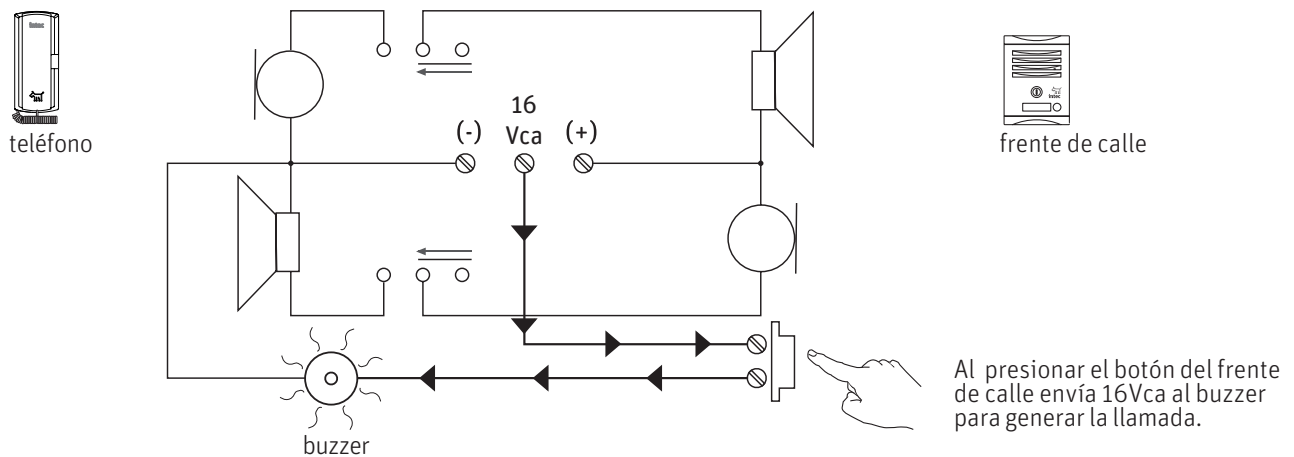 teléfono
16
(-) Vca (+)
frente de calle
Al presionar el botón del frente
de calle envía 16Vca al buzzer
para generar la llamada.
buzzer